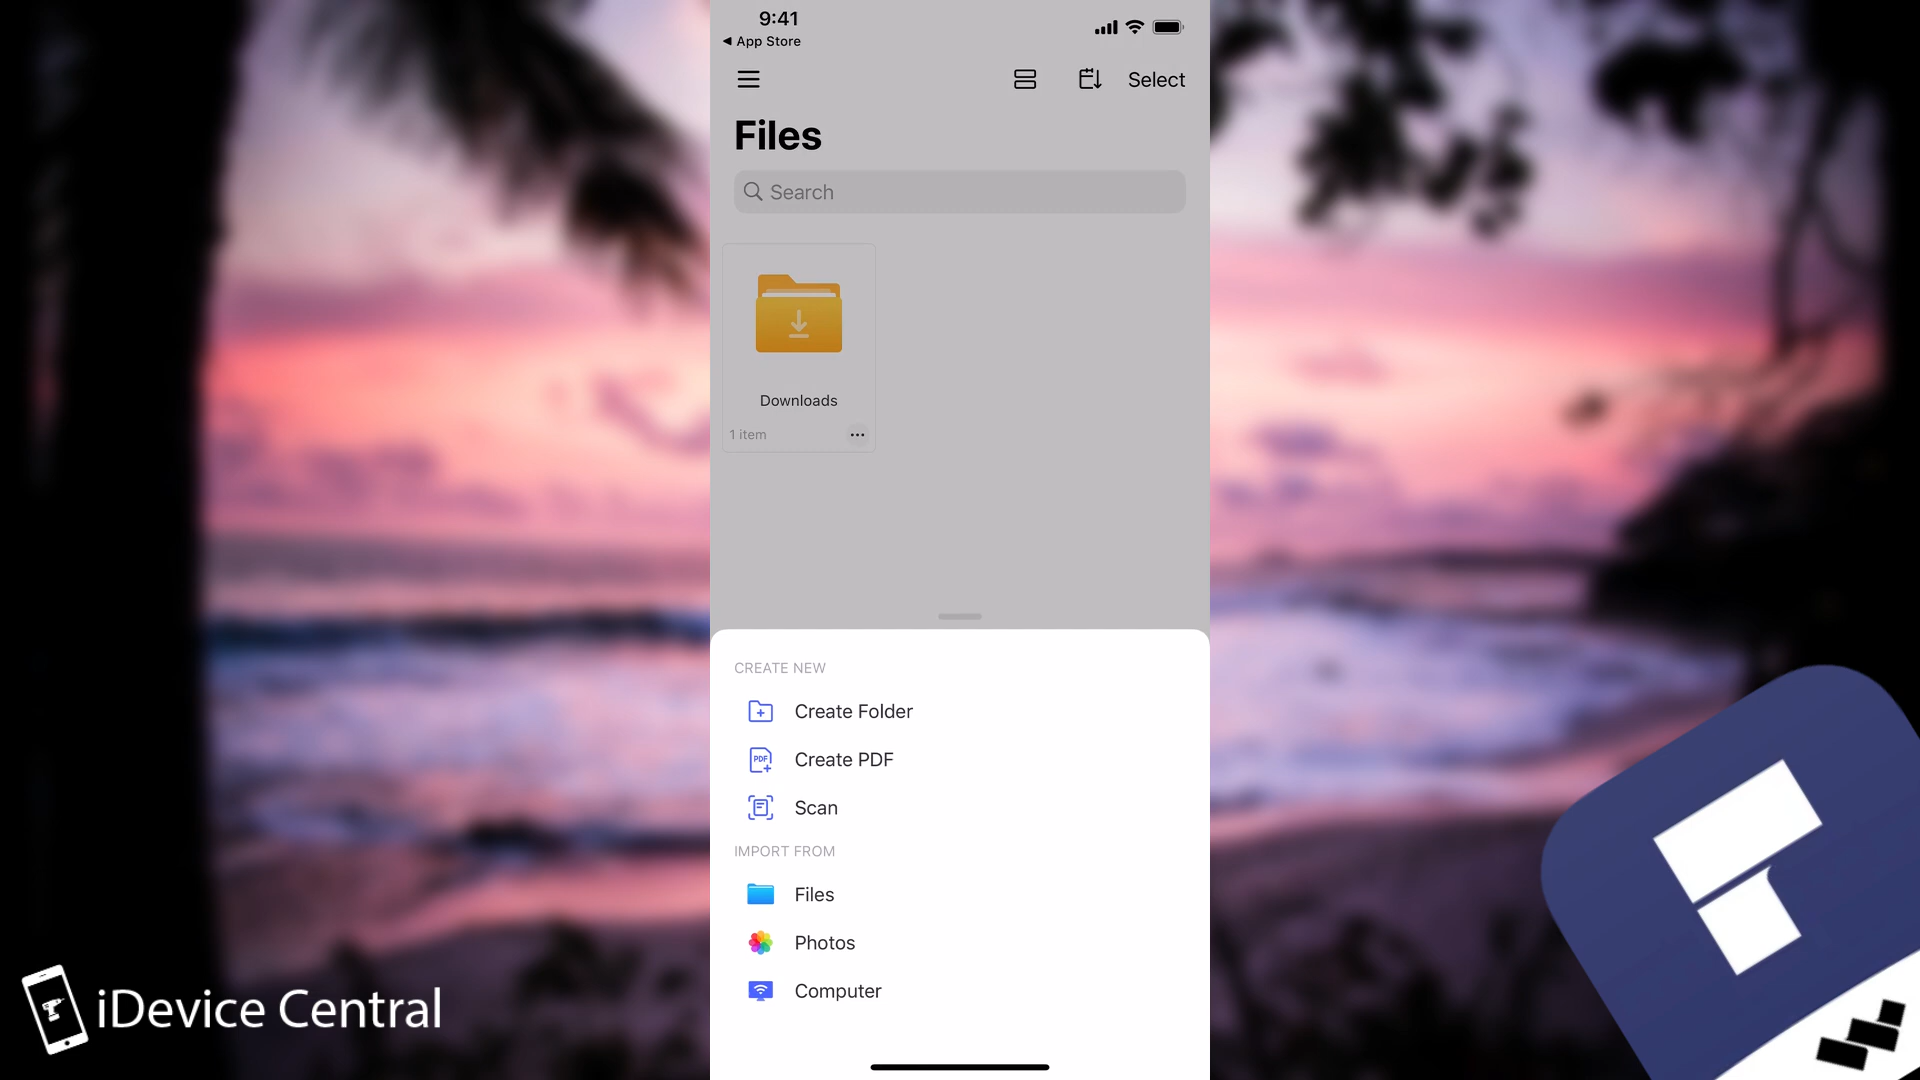 9:41
App Store
Select
Files
Search
Downloads
1 item
CREATE NEW
Create Folder
PDF
Create PDF
Scan
IMPORT FROM
Files
Photos
Computer
iDevice Central